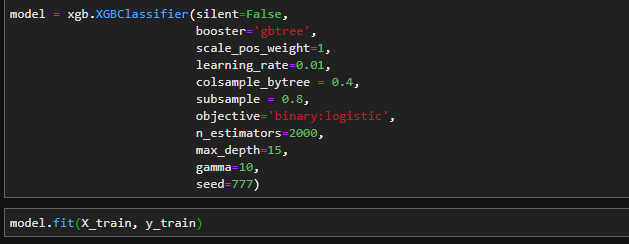 model = xgb.XGBClassifier(silent=False,
booster='gbtree',
scale_pos_weight=1,
learning_rate=0.01,
colsample_bytree = 0.4,
subsample = 0.8,
objective='binary:logistic',
n_estimators=2000,
max_depth=15,
gamma=10,
seed=777)
model.fit(X_train, y_train)